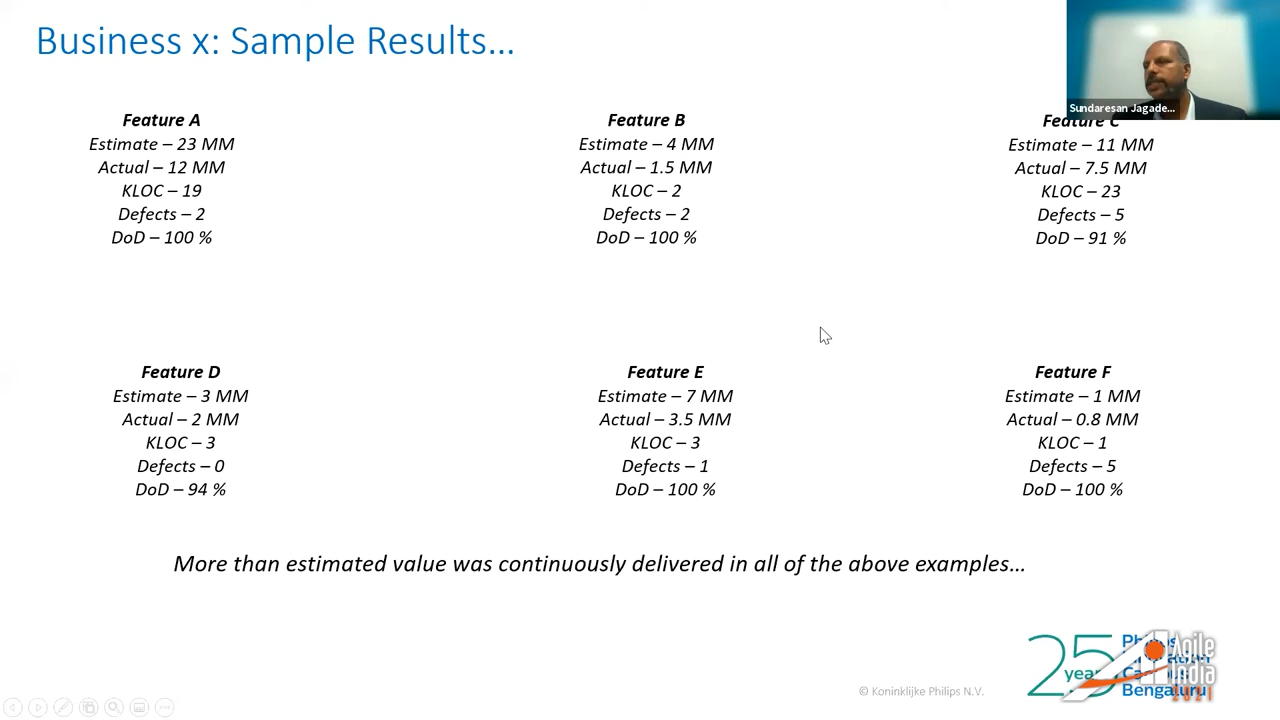 Business x: Sample Results...
Sundaresan Jagade...
Feature A
Estimate – 23 MM
Actual – 12 MM
KLOC – 19
Defects – 2
DoD – 100 %
Feature B
Estimate – 4 MM
Actual – 1.5 MM
KLOC – 2
Defects – 2
DoD – 100 %
Feature C
Estimate – 11 MM
Actual – 7.5 MM
KLOC – 23
Defects – 5
DoD – 91 %
Feature D
Estimate – 3 MM
Actual – 2 MM
KLOC – 3
Defects – 0
DoD – 94 %
Feature E
Estimate – 7 MM
Actual – 3.5 MM
KLOC – 3
Defects – 1
DoD – 100 %
Feature F
Estimate – 1 MM
Actual – 0.8 MM
KLOC – 1
Defects – 5
DoD – 100 %
More than estimated value was continuously delivered in all of the above examples...
© Koninklijke Philips N.V.
25
Bengaluru
Agile
India
2021